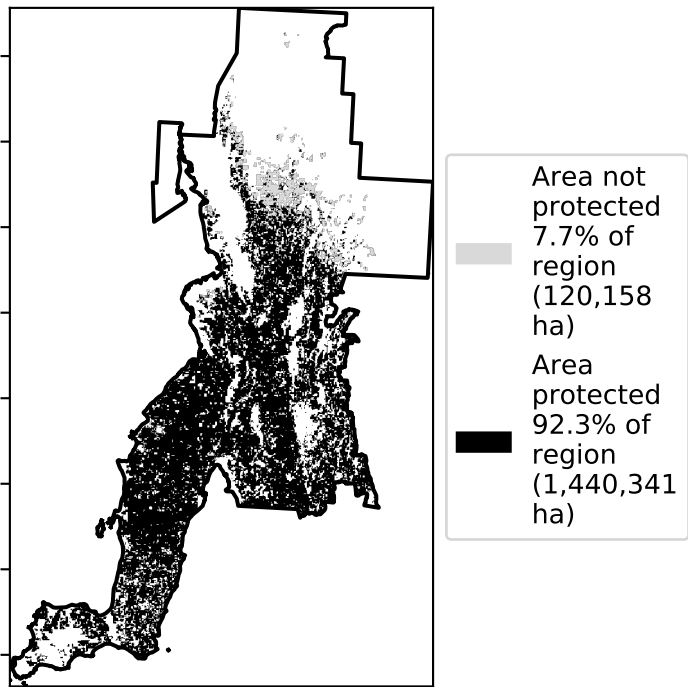 Area not
protected
7.7% of
region
(120,158
ha)
Area
protected
92.3% of
region
(1,440,341
ha)